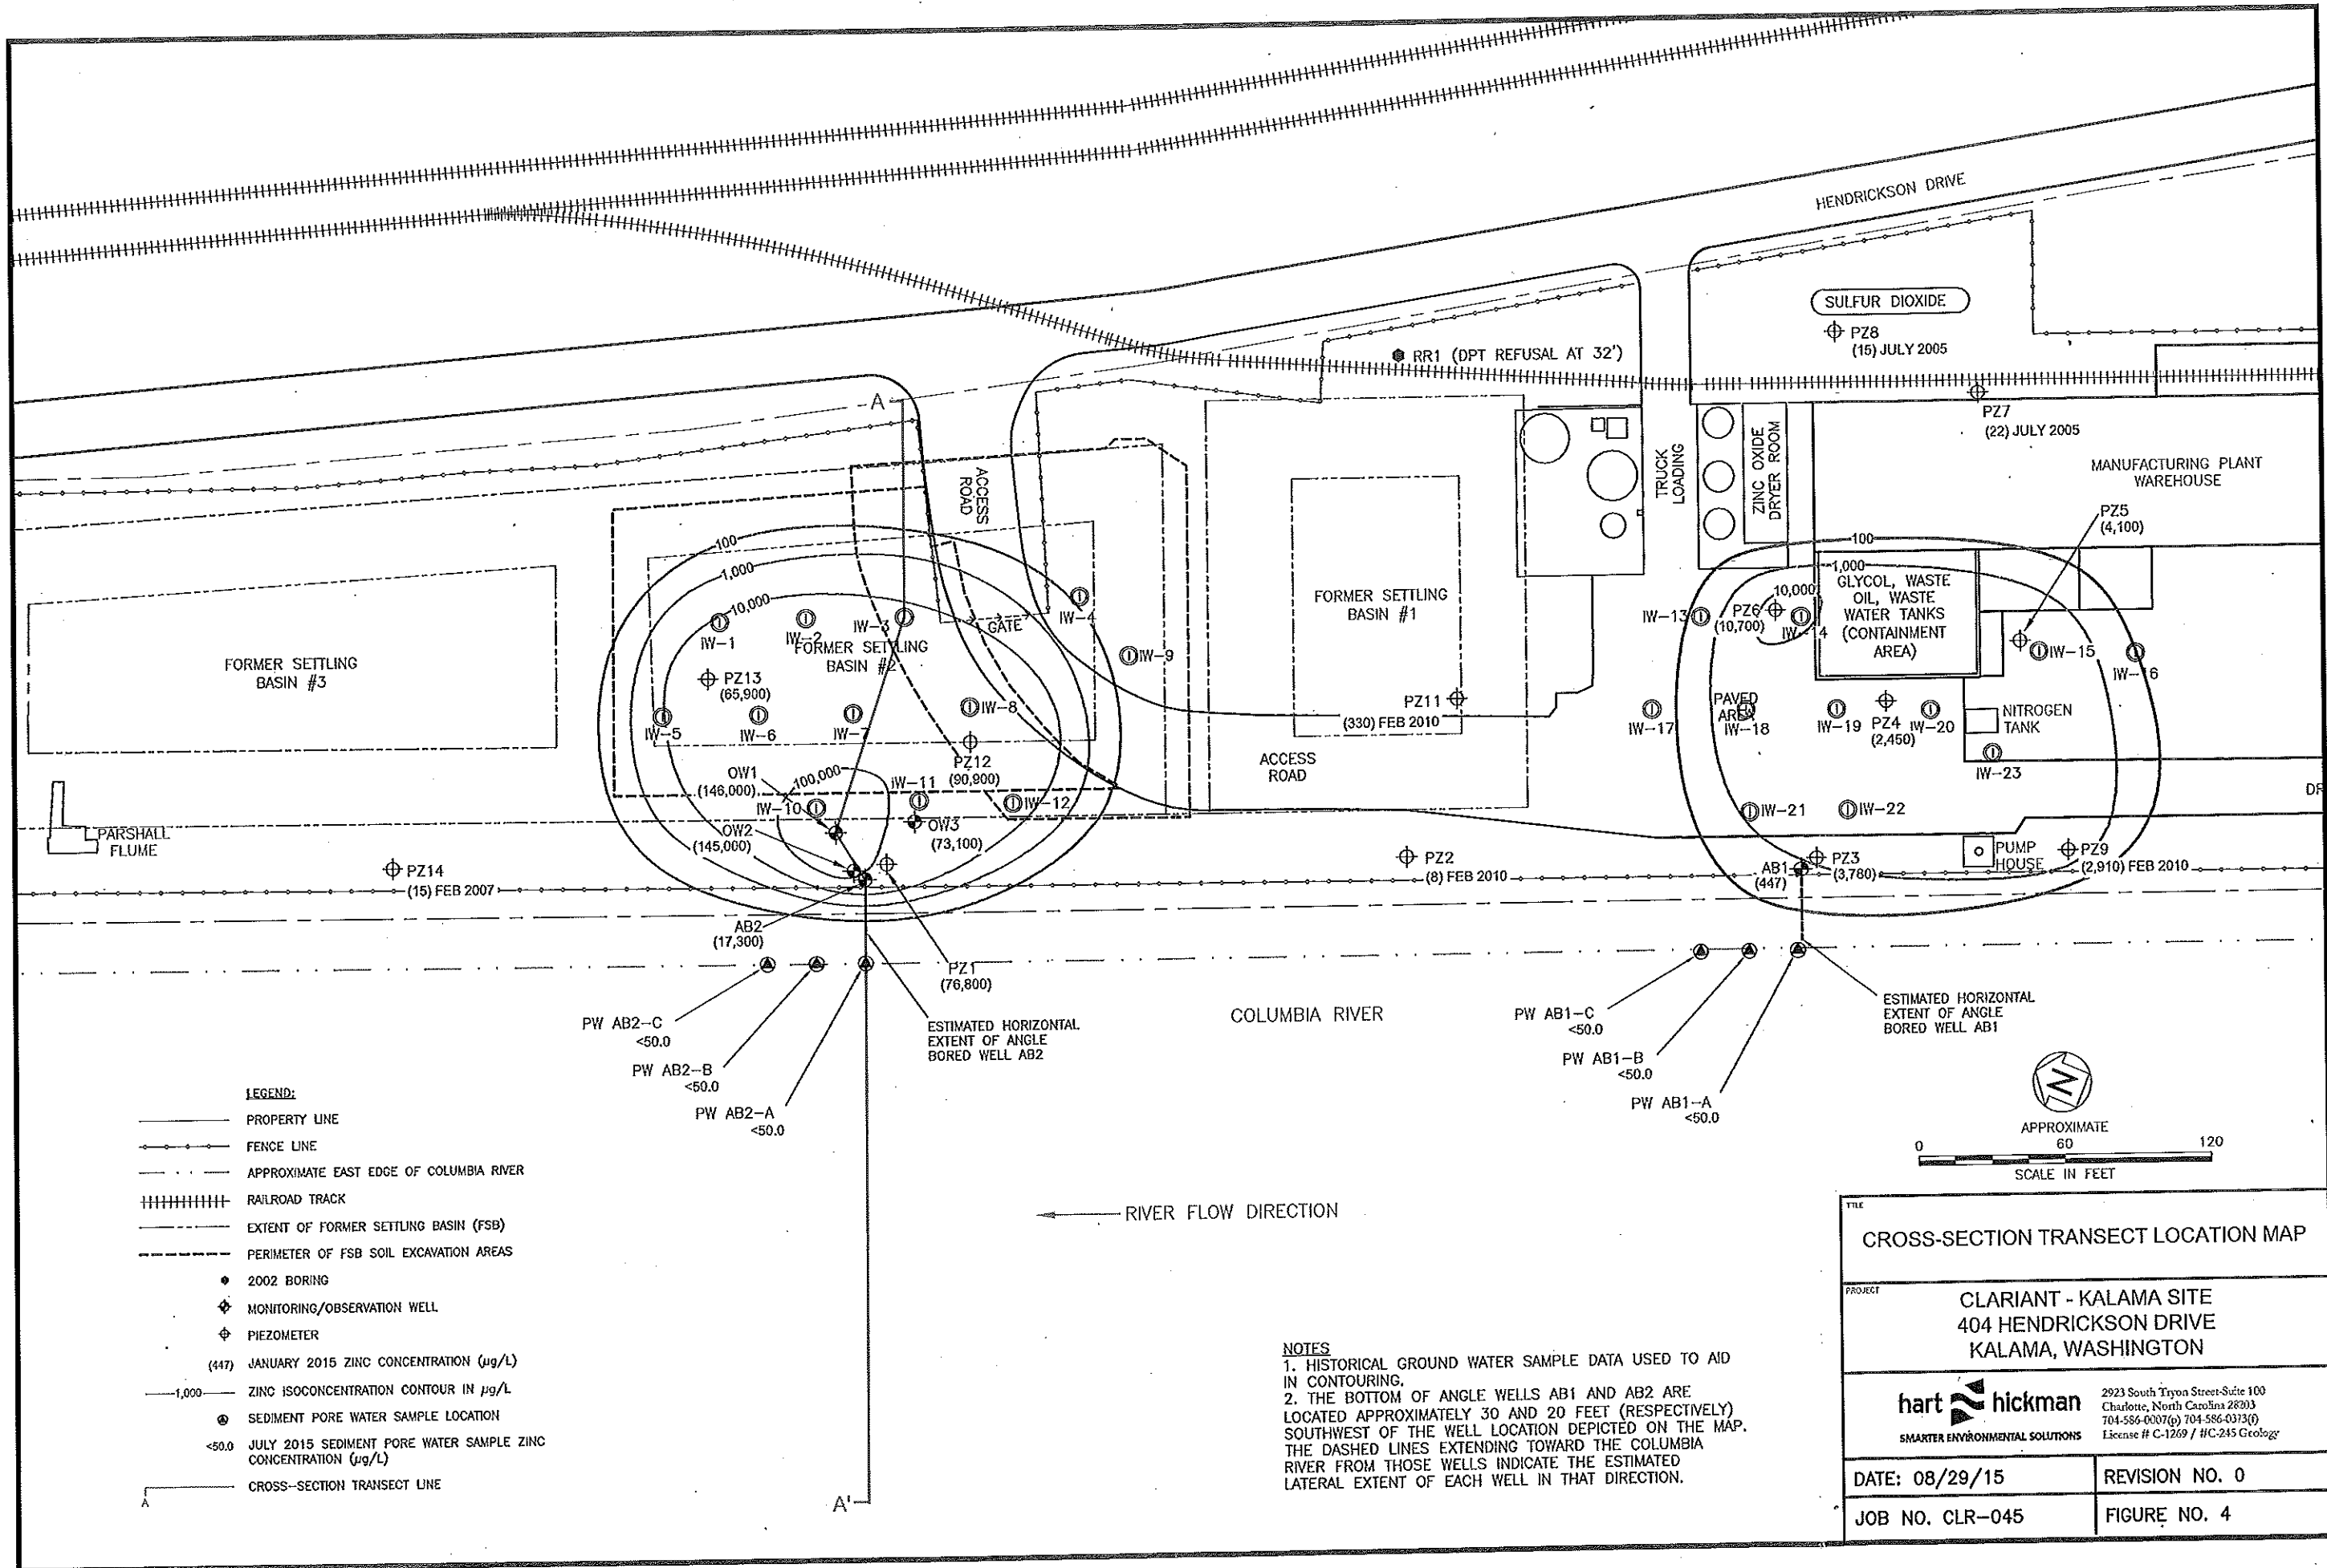 HENDRICKSON DRIVE
SULFUR DIOXIDE
PZ8
(15) JULY 2005
RR1 (DPT REFUSAL AT 32')
A
PZ7
(22) JULY 2005
ACCESS
ROAD
TRUCK
LOADING
ZINC OXIDE
DRYER ROOM
MANUFACTURING PLANT
WAREHOUSE
PZ5
(4,100)
100
1,000
10,000
100
1,000
10,000
GLYCOL, WASTE
OIL, WASTE
WATER TANKS
(CONTAINMENT
AREA)
FORMER SETTLING
BASIN #3
IW-1
IW-2
IW-3
GATE
IW-4
FORMER SETTLING
BASIN #2
IW-9
FORMER SETTLING
BASIN #1
IW-13
PZ6
(10,700)
IW-14
IW-15
IW-16
PZ13
(65,900)
IW-5
IW-6
IW-7
IW-8
PZ11
(330) FEB 2010
IW-17
PAVED
AREA
IW-18
IW-19
PZ4
(2,450)
IW-20
NITROGEN
TANK
IW-23
PZ12
(90,900)
ACCESS
ROAD
OW1
(146,000)
100,000
IW-10
IW-11
IW-12
IW-21
IW-22
DR
PARSHALL
FLUME
OW2
(145,000)
OW3
(73,100)
PZ14
(15) FEB 2007
PZ2
(8) FEB 2010
AB1
(447)
PZ3
(3,780)
PUMP
HOUSE
PZ9
(2,910) FEB 2010
AB2
(17,300)
PZ1
(76,800)
COLUMBIA RIVER
PW AB2-C
<50.0
PW AB2-B
<50.0
PW AB2-A
<50.0
ESTIMATED HORIZONTAL
EXTENT OF ANGLE
BORED WELL AB2
PW AB1-C
<50.0
PW AB1-B
<50.0
PW AB1-A
<50.0
ESTIMATED HORIZONTAL
EXTENT OF ANGLE
BORED WELL AB1
N
APPROXIMATE
0 60 120
SCALE IN FEET
RIVER FLOW DIRECTION
A'
LEGEND:
PROPERTY LINE
FENCE LINE
APPROXIMATE EAST EDGE OF COLUMBIA RIVER
RAILROAD TRACK
EXTENT OF FORMER SETTLING BASIN (FSB)
PERIMETER OF FSB SOIL EXCAVATION AREAS
2002 BORING
MONITORING/OBSERVATION WELL
PIEZOMETER
(447) JANUARY 2015 ZINC CONCENTRATION (µg/L)
1,000 ZINC ISOCONCENTRATION CONTOUR IN µg/L
SEDIMENT PORE WATER SAMPLE LOCATION
<50.0 JULY 2015 SEDIMENT PORE WATER SAMPLE ZINC
CONCENTRATION (µg/L)
A CROSS-SECTION TRANSECT LINE
NOTES
1. HISTORICAL GROUND WATER SAMPLE DATA USED TO AID
IN CONTOURING.
2. THE BOTTOM OF ANGLE WELLS AB1 AND AB2 ARE
LOCATED APPROXIMATELY 30 AND 20 FEET (RESPECTIVELY)
SOUTHWEST OF THE WELL LOCATION DEPICTED ON THE MAP.
THE DASHED LINES EXTENDING TOWARD THE COLUMBIA
RIVER FROM THOSE WELLS INDICATE THE ESTIMATED
LATERAL EXTENT OF EACH WELL IN THAT DIRECTION.
TITLE
CROSS-SECTION TRANSECT LOCATION MAP
PROJECT
CLARIANT - KALAMA SITE
404 HENDRICKSON DRIVE
KALAMA, WASHINGTON
hart hickman
SMARTER ENVIRONMENTAL SOLUTIONS
2923 South Tryon Street-Suite 100
Charlotte, North Carolina 28203
704-586-0007(p) 704-586-0373(f)
License # C-1269 / #C-245 Geology
DATE: 08/29/15
REVISION NO. 0
JOB NO. CLR-045
FIGURE NO. 4